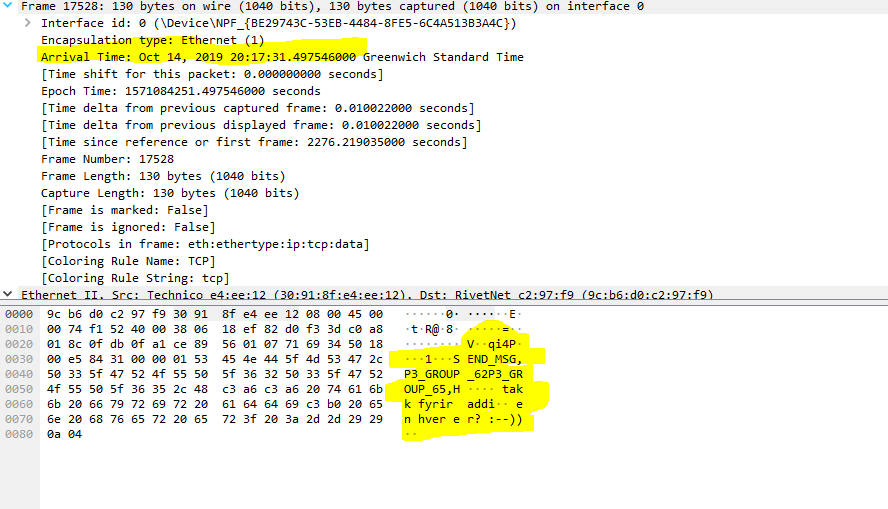 Frame 17528: 130 bytes on wire (1040 bits), 130 bytes captured (1040 bits) on interface 0
Interface id: 0 (\Device\NPF_{BE29743C-53EB-4484-8FE5-6C4A513B3A4C})
Encapsulation type: Ethernet (1)
Arrival Time: Oct 14, 2019 20:17:31.497546000 Greenwich Standard Time
[Time shift for this packet: 0.000000000 seconds]
Epoch Time: 1571084251.497546000 seconds
[Time delta from previous captured frame: 0.010022000 seconds]
[Time delta from previous displayed frame: 0.010022000 seconds]
[Time since reference or first frame: 2276.219035000 seconds]
Frame Number: 17528
Frame Length: 130 bytes (1040 bits)
Capture Length: 130 bytes (1040 bits)
[Frame is marked: False]
[Frame is ignored: False]
[Protocols in frame: eth:ethertype:ip:tcp:data]
[Coloring Rule Name: TCP]
[Coloring Rule String: tcp]
Ethernet II, Src: Technico e4:ee:12 (30:91:8f:e4:ee:12), Dst: RivetNet c2:97:f9 (9c:b6:d0:c2:97:f9)
0000 9c b6 d0 c2 97 f9 30 91 8f e4 ee 12 08 00 45 00 ······0· ······E·
0010 00 74 f1 52 40 00 38 06 18 ef 82 d0 f3 3d c0 a8 ·t·R@·8· ·····=··
0020 01 8c 0f db 0f a1 ce 89 56 01 07 71 69 34 50 18 ········ V··qi4P·
0030 00 e5 84 31 00 00 01 53 45 4e 44 5f 4d 53 47 2c ···1···S END_MSG,
0040 50 33 5f 47 52 4f 55 50 5f 36 32 50 33 5f 47 52 P3_GROUP _62P3_GR
0050 4f 55 50 5f 36 35 2c 48 c3 a6 c3 a6 20 74 61 6b OUP_65,H ···· tak
0060 6b 20 66 79 72 69 72 20 61 64 64 69 c3 b0 20 65 k fyrir addi·· e
0070 6e 20 68 76 65 72 20 65 72 3f 20 3a 2d 2d 29 29 n hver e r? :--))
0080 0a 04 ··